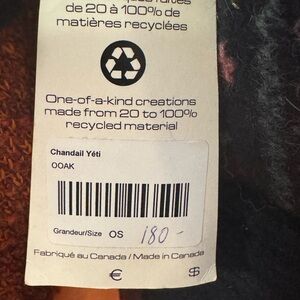 de 20 à 100% de
matières recyclées
One-of-a-kind creations
made from 20 to 100%
recycled material
Chandail Yéti
OOAK
Grandeur/Size OS 180-
Fabriqué au Canada / Made in Canada